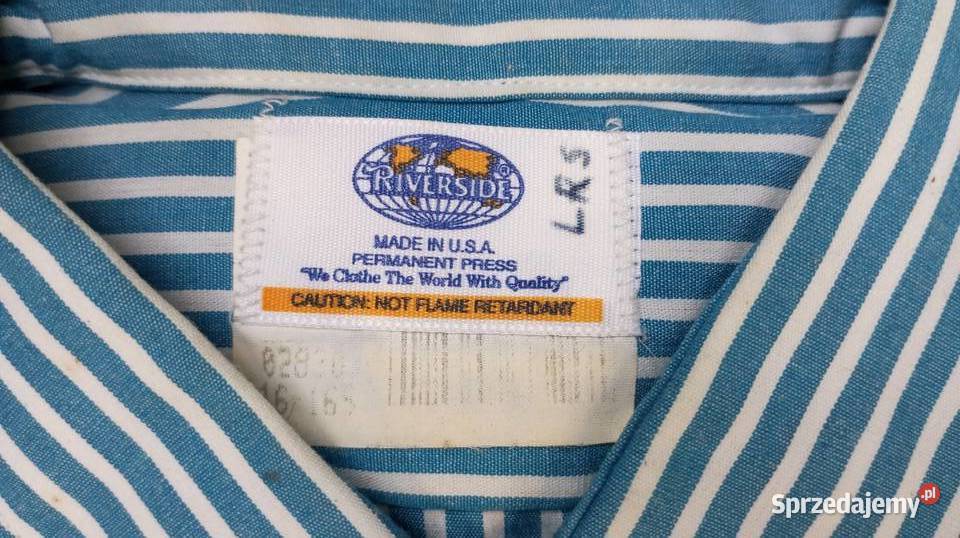 RIVERSIDE
®
MADE IN U.S.A.
PERMANENT PRESS
"We Clothe The World With Quality"
CAUTION: NOT FLAME RETARDANT
LRS
Sprzedajemy.pl